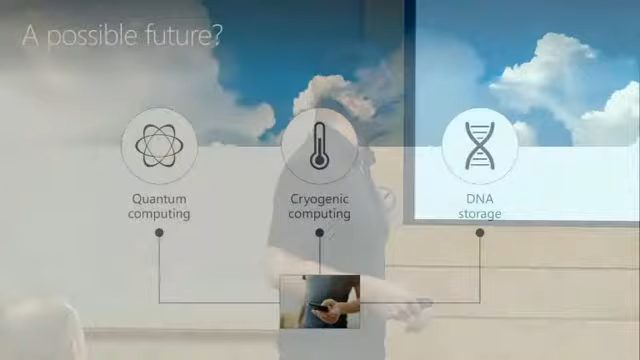 A possible future?
Quantum
computing
Cryogenic
computing
DNA
storage